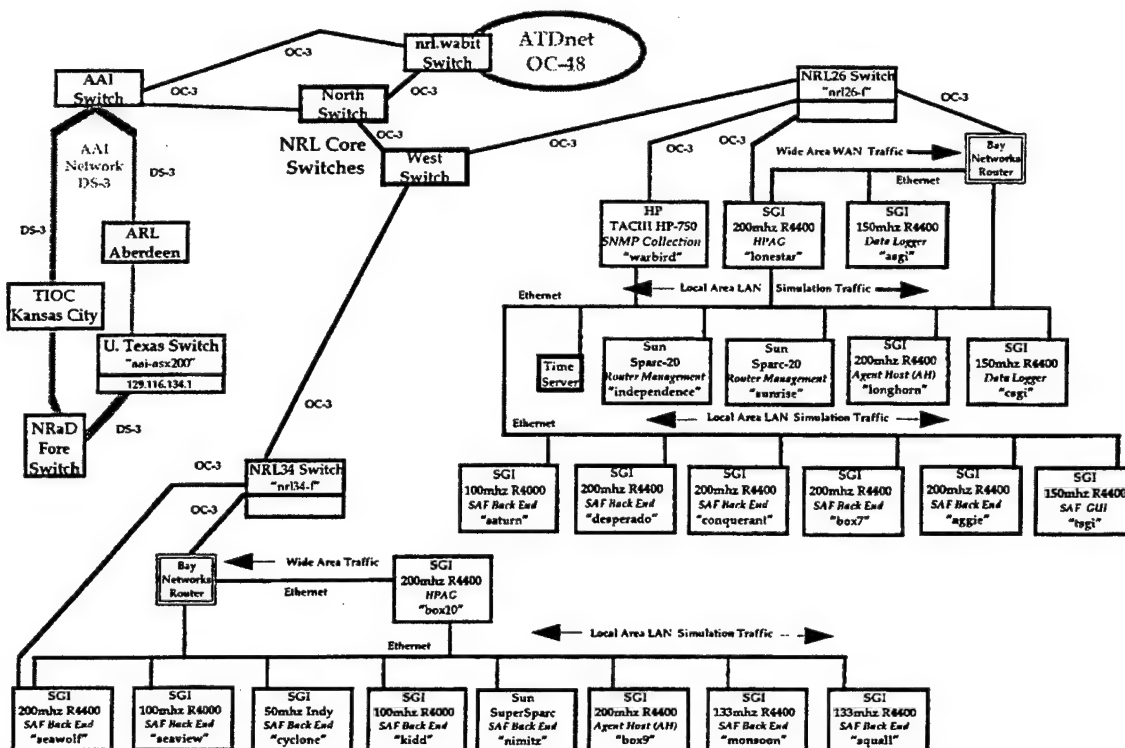 ATDnet
OC-48
nrl.wabit
Switch
OC-3
AAI
Switch
OC-3
OC-3
North
Switch
OC-3
NRL Core
Switches
West
Switch
OC-3
NRL26 Switch
"nrl26-f"
OC-3
OC-3
OC-3
Wide Area WAN Traffic
Bay
Networks
Router
Ethernet
AAI
Network
DS-3
DS-3
DS-3
ARL
Aberdeen
TIOC
Kansas City
U. Texas Switch
"aai-asx200"
129.116.134.1
NRaD
Fore
Switch
DS-3
HP
TACIII HP-750
SNMP Collection
"warbird"
SGI
200mhz R4400
HPAG
"lonestar"
SGI
150mhz R4400
Data Logger
"asgi"
Ethernet
Local Area LAN Simulation Traffic
Time
Server
Sun
Sparc-20
Router Management
"independence"
Sun
Sparc-20
Router Management
"sunrise"
SGI
200mhz R4400
Agent Host (AH)
"longhorn"
SGI
150mhz R4400
Data Logger
"csgi"
Ethernet
Local Area LAN Simulation Traffic
SGI
100mhz R4000
SAF Back End
"saturn"
SGI
200mhz R4400
SAF Back End
"desperado"
SGI
200mhz R4400
SAF Back End
"conquerant"
SGI
200mhz R4400
SAF Back End
"box7"
SGI
200mhz R4400
SAF Back End
"aggie"
SGI
150mhz R4400
SAF GUI
"tsgi"
OC-3
OC-3
NRL34 Switch
"nrl34-f"
OC-3
Bay
Networks
Router
Wide Area Traffic
Ethernet
SGI
200mhz R4400
HPAG
"box10"
Local Area LAN Simulation Traffic
Ethernet
SGI
200mhz R4400
SAF Back End
"seawolf"
SGI
100mhz R4000
SAF Back End
"seaview"
SGI
50mhz Indy
SAF Back End
"cyclone"
SGI
100mhz R4000
SAF Back End
"kidd"
Sun
SuperSparc
SAF Back End
"nimitz"
SGI
200mhz R4400
Agent Host (AH)
"box9"
SGI
133mhz R4400
SAF Back End
"monsoon"
SGI
133mhz R4400
SAF Back End
"squall"